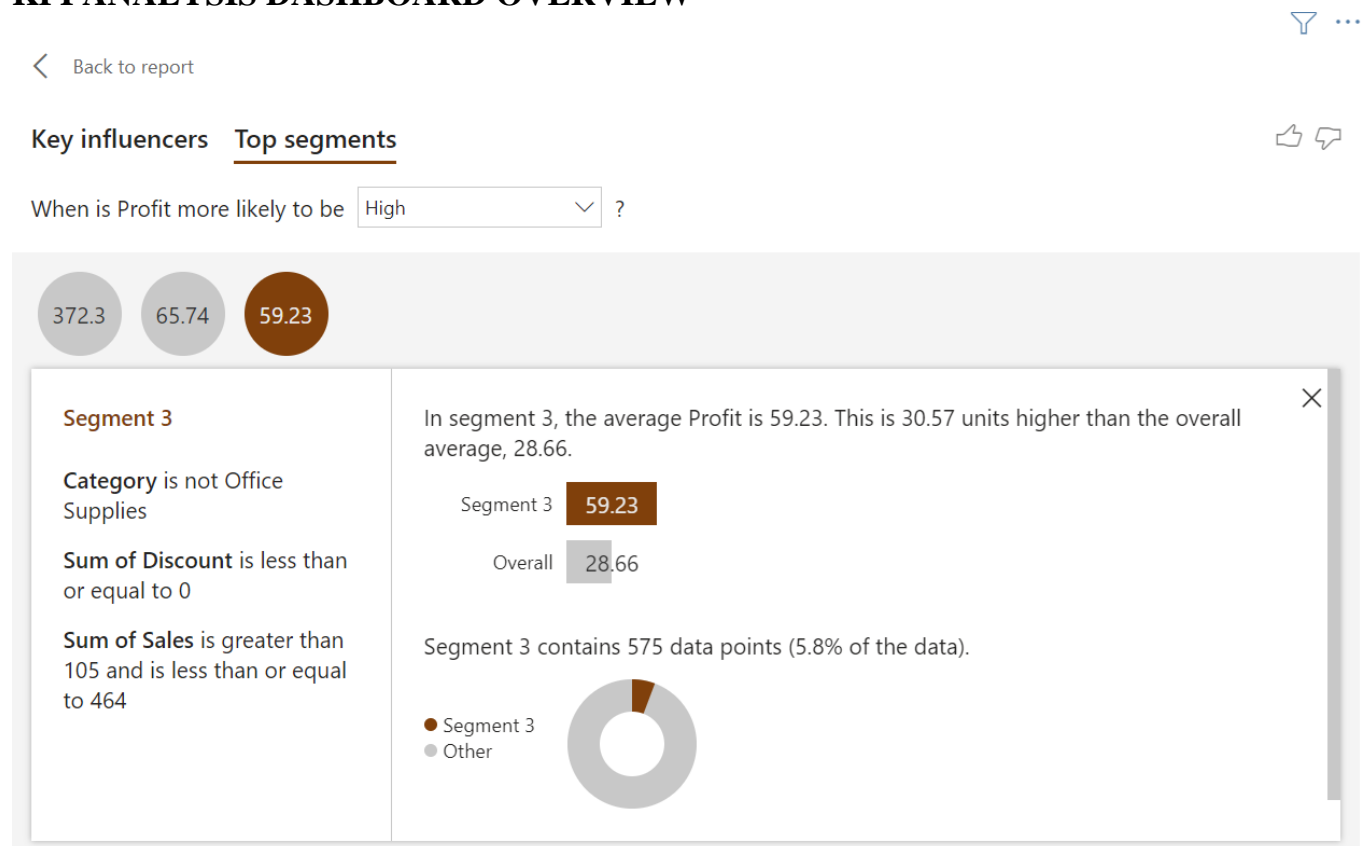 KPI ANALYSIS DASHBOARD OVERVIEW
Back to report
Key influencers Top segments
When is Profit more likely to be High ?
372.3 65.74 59.23
Segment 3
Category is not Office
Supplies
Sum of Discount is less than
or equal to 0
Sum of Sales is greater than
105 and is less than or equal
to 464
In segment 3, the average Profit is 59.23. This is 30.57 units higher than the overall
average, 28.66.
Segment 3 59.23
Overall 28.66
Segment 3 contains 575 data points (5.8% of the data).
Segment 3
Other